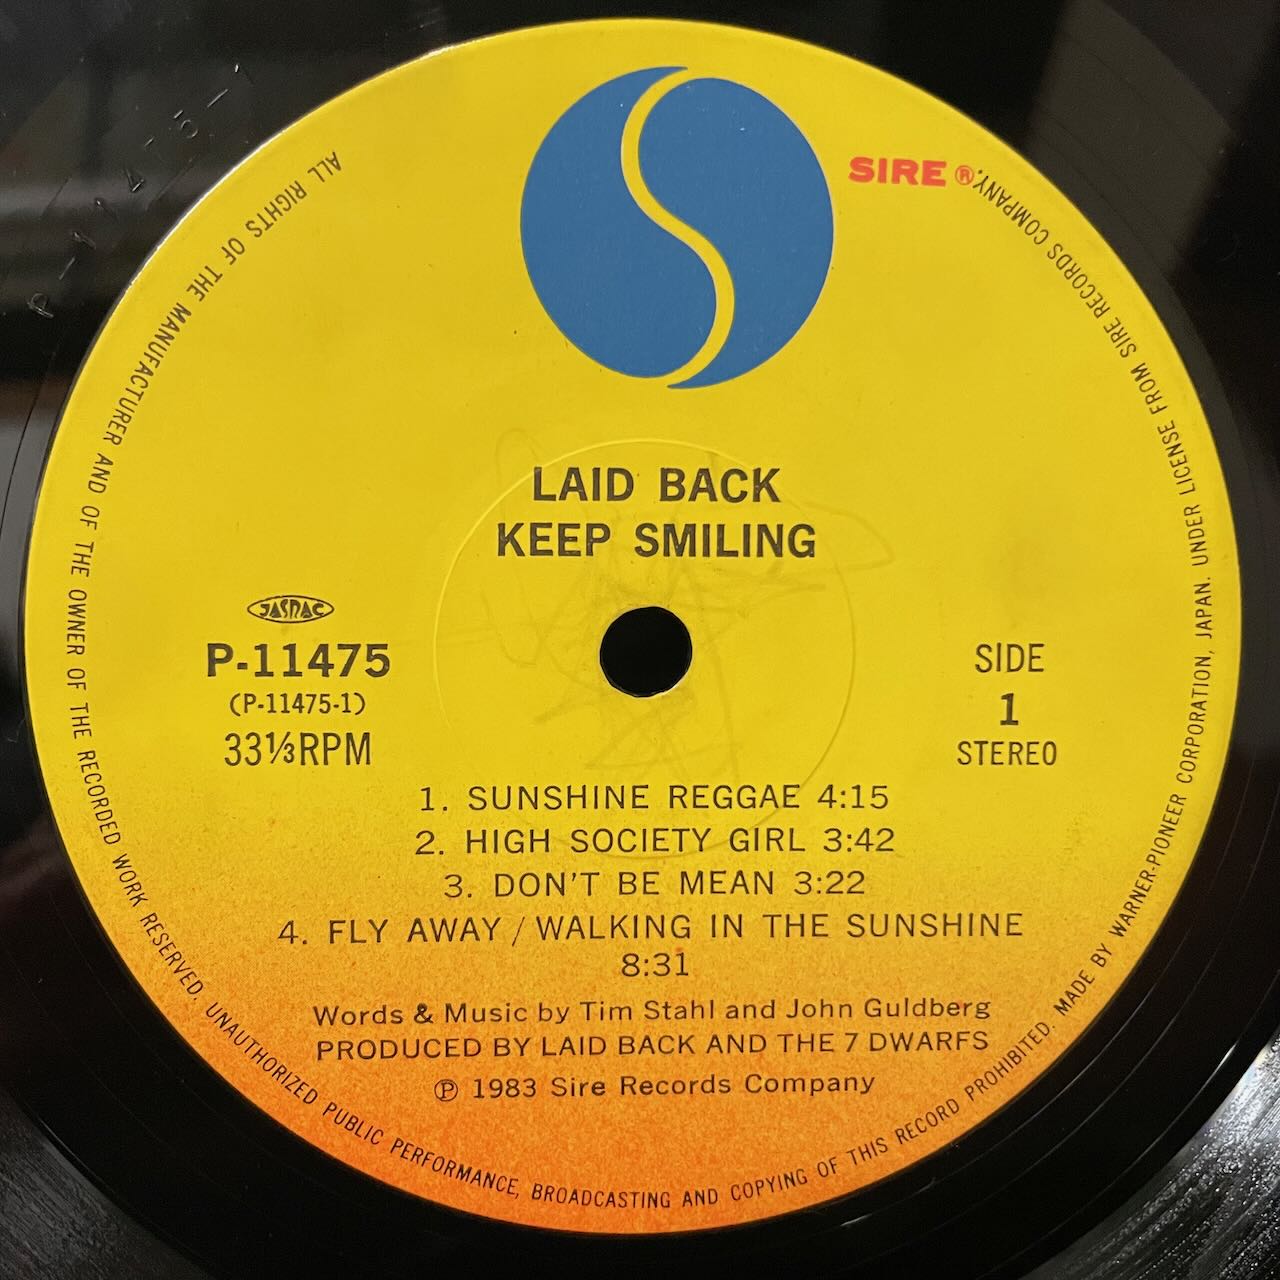 SIRE ®
LAID BACK
KEEP SMILING
JASRAC
P-11475
(P-11475-1)
33⅓RPM
SIDE
1
STEREO
1. SUNSHINE REGGAE 4:15
2. HIGH SOCIETY GIRL 3:42
3. DON'T BE MEAN 3:22
4. FLY AWAY / WALKING IN THE SUNSHINE
8:31
Words & Music by Tim Stahl and John Guldberg
PRODUCED BY LAID BACK AND THE 7 DWARFS
℗ 1983 Sire Records Company
ALL RIGHTS OF THE MANUFACTURER AND OF THE OWNER OF THE RECORDED WORK RESERVED. UNAUTHORIZED PUBLIC PERFORMANCE, BROADCASTING AND COPYING OF THIS RECORD PROHIBITED. MADE BY WARNER-PIONEER CORPORATION, JAPAN. UNDER LICENSE FROM SIRE RECORDS COMPANY.